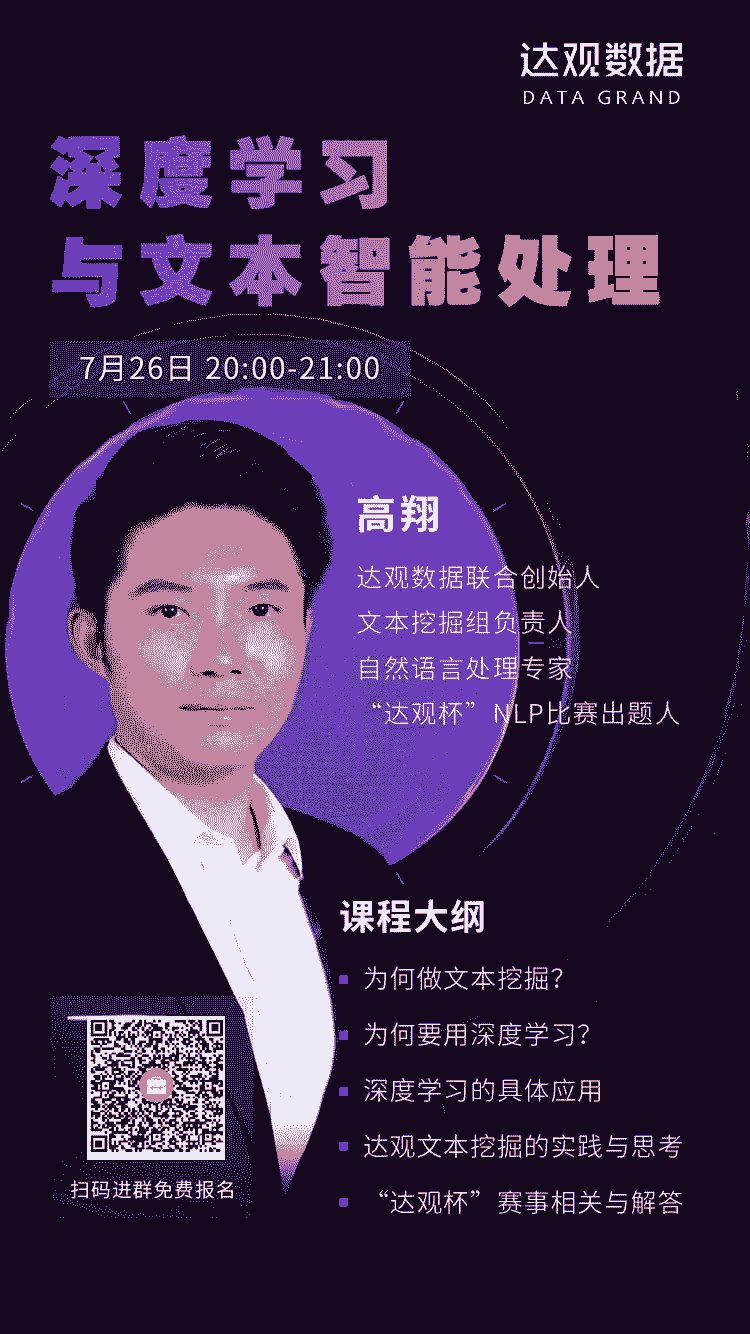 达观数据
DATA GRAND
深度学习
与文本智能处理
7月26日 20:00-21:00
高翔
达观数据联合创始人
文本挖掘组负责人
自然语言处理专家
“达观杯”NLP比赛出题人
课程大纲
为何做文本挖掘?
为何要用深度学习?
深度学习的具体应用
达观文本挖掘的实践与思考
“达观杯”赛事相关与解答
扫码进群免费报名